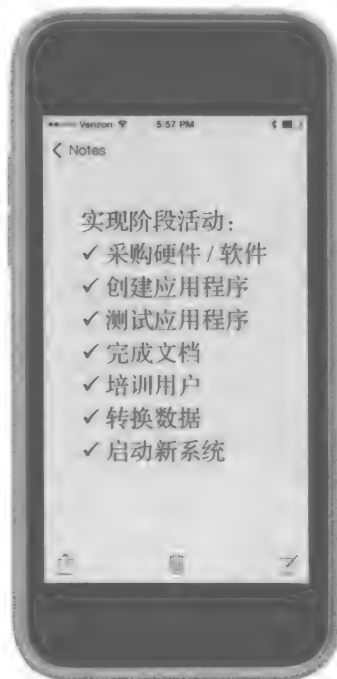 Verizon 5:57 PM
Notes
实现阶段活动：
✓ 采购硬件 / 软件
✓ 创建应用程序
✓ 测试应用程序
✓ 完成文档
✓ 培训用户
✓ 转换数据
✓ 启动新系统